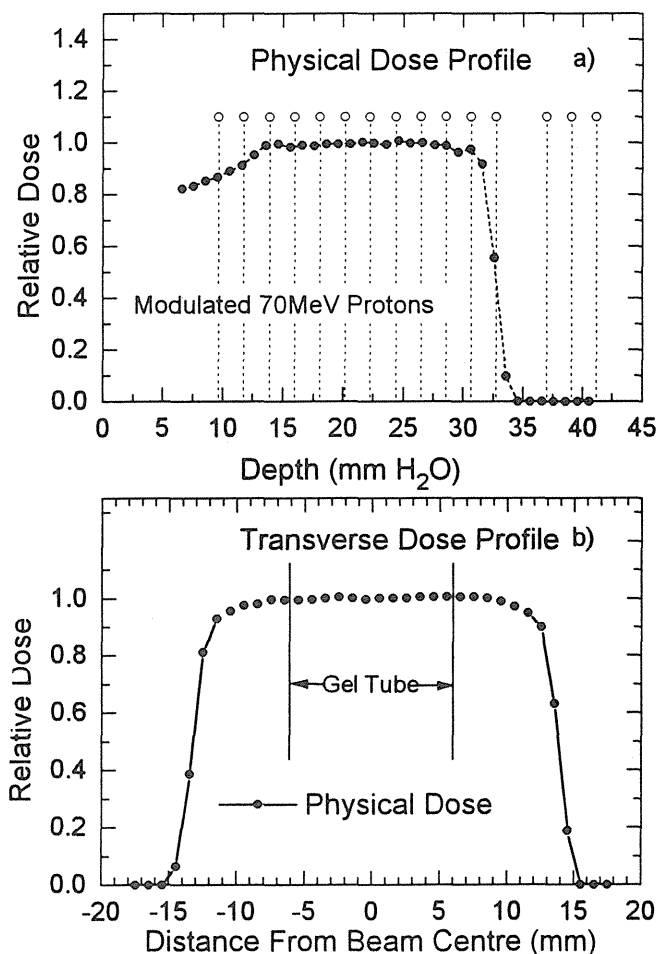 Physical Dose Profile a)
1.4
1.2
1.0
0.8
0.6
0.4
0.2
0.0
Relative Dose
Modulated 70MeV Protons
0 5 10 15 20 25 30 35 40 45
Depth (mm H₂O)
Transverse Dose Profile b)
1.0
0.8
0.6
0.4
0.2
0.0
Relative Dose
Gel Tube
Physical Dose
-20 -15 -10 -5 0 5 10 15 20
Distance From Beam Centre (mm)